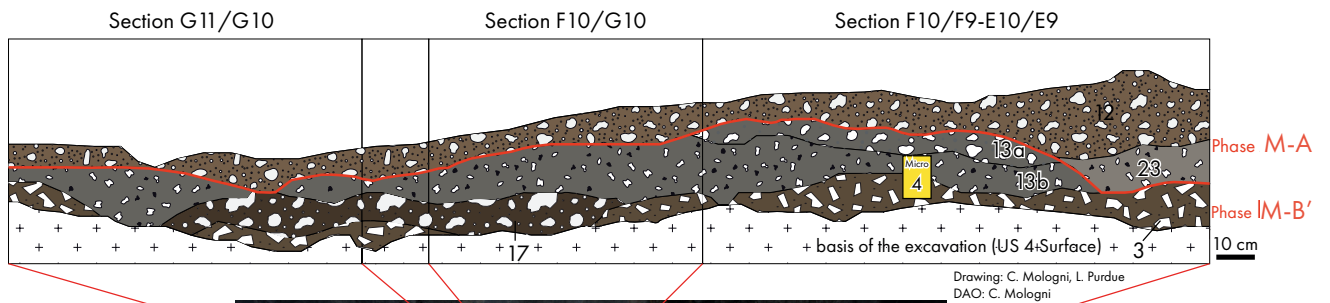 Section G11/G10 Section F10/G10 Section F10/F9-E10/E9
12
Phase M-A
13a
23
Micro
4
13b
Phase IM-B'
basis of the excavation (US 4-Surface)
3
10 cm
17
Drawing: C. Mologni, L. Purdue
DAO: C. Mologni